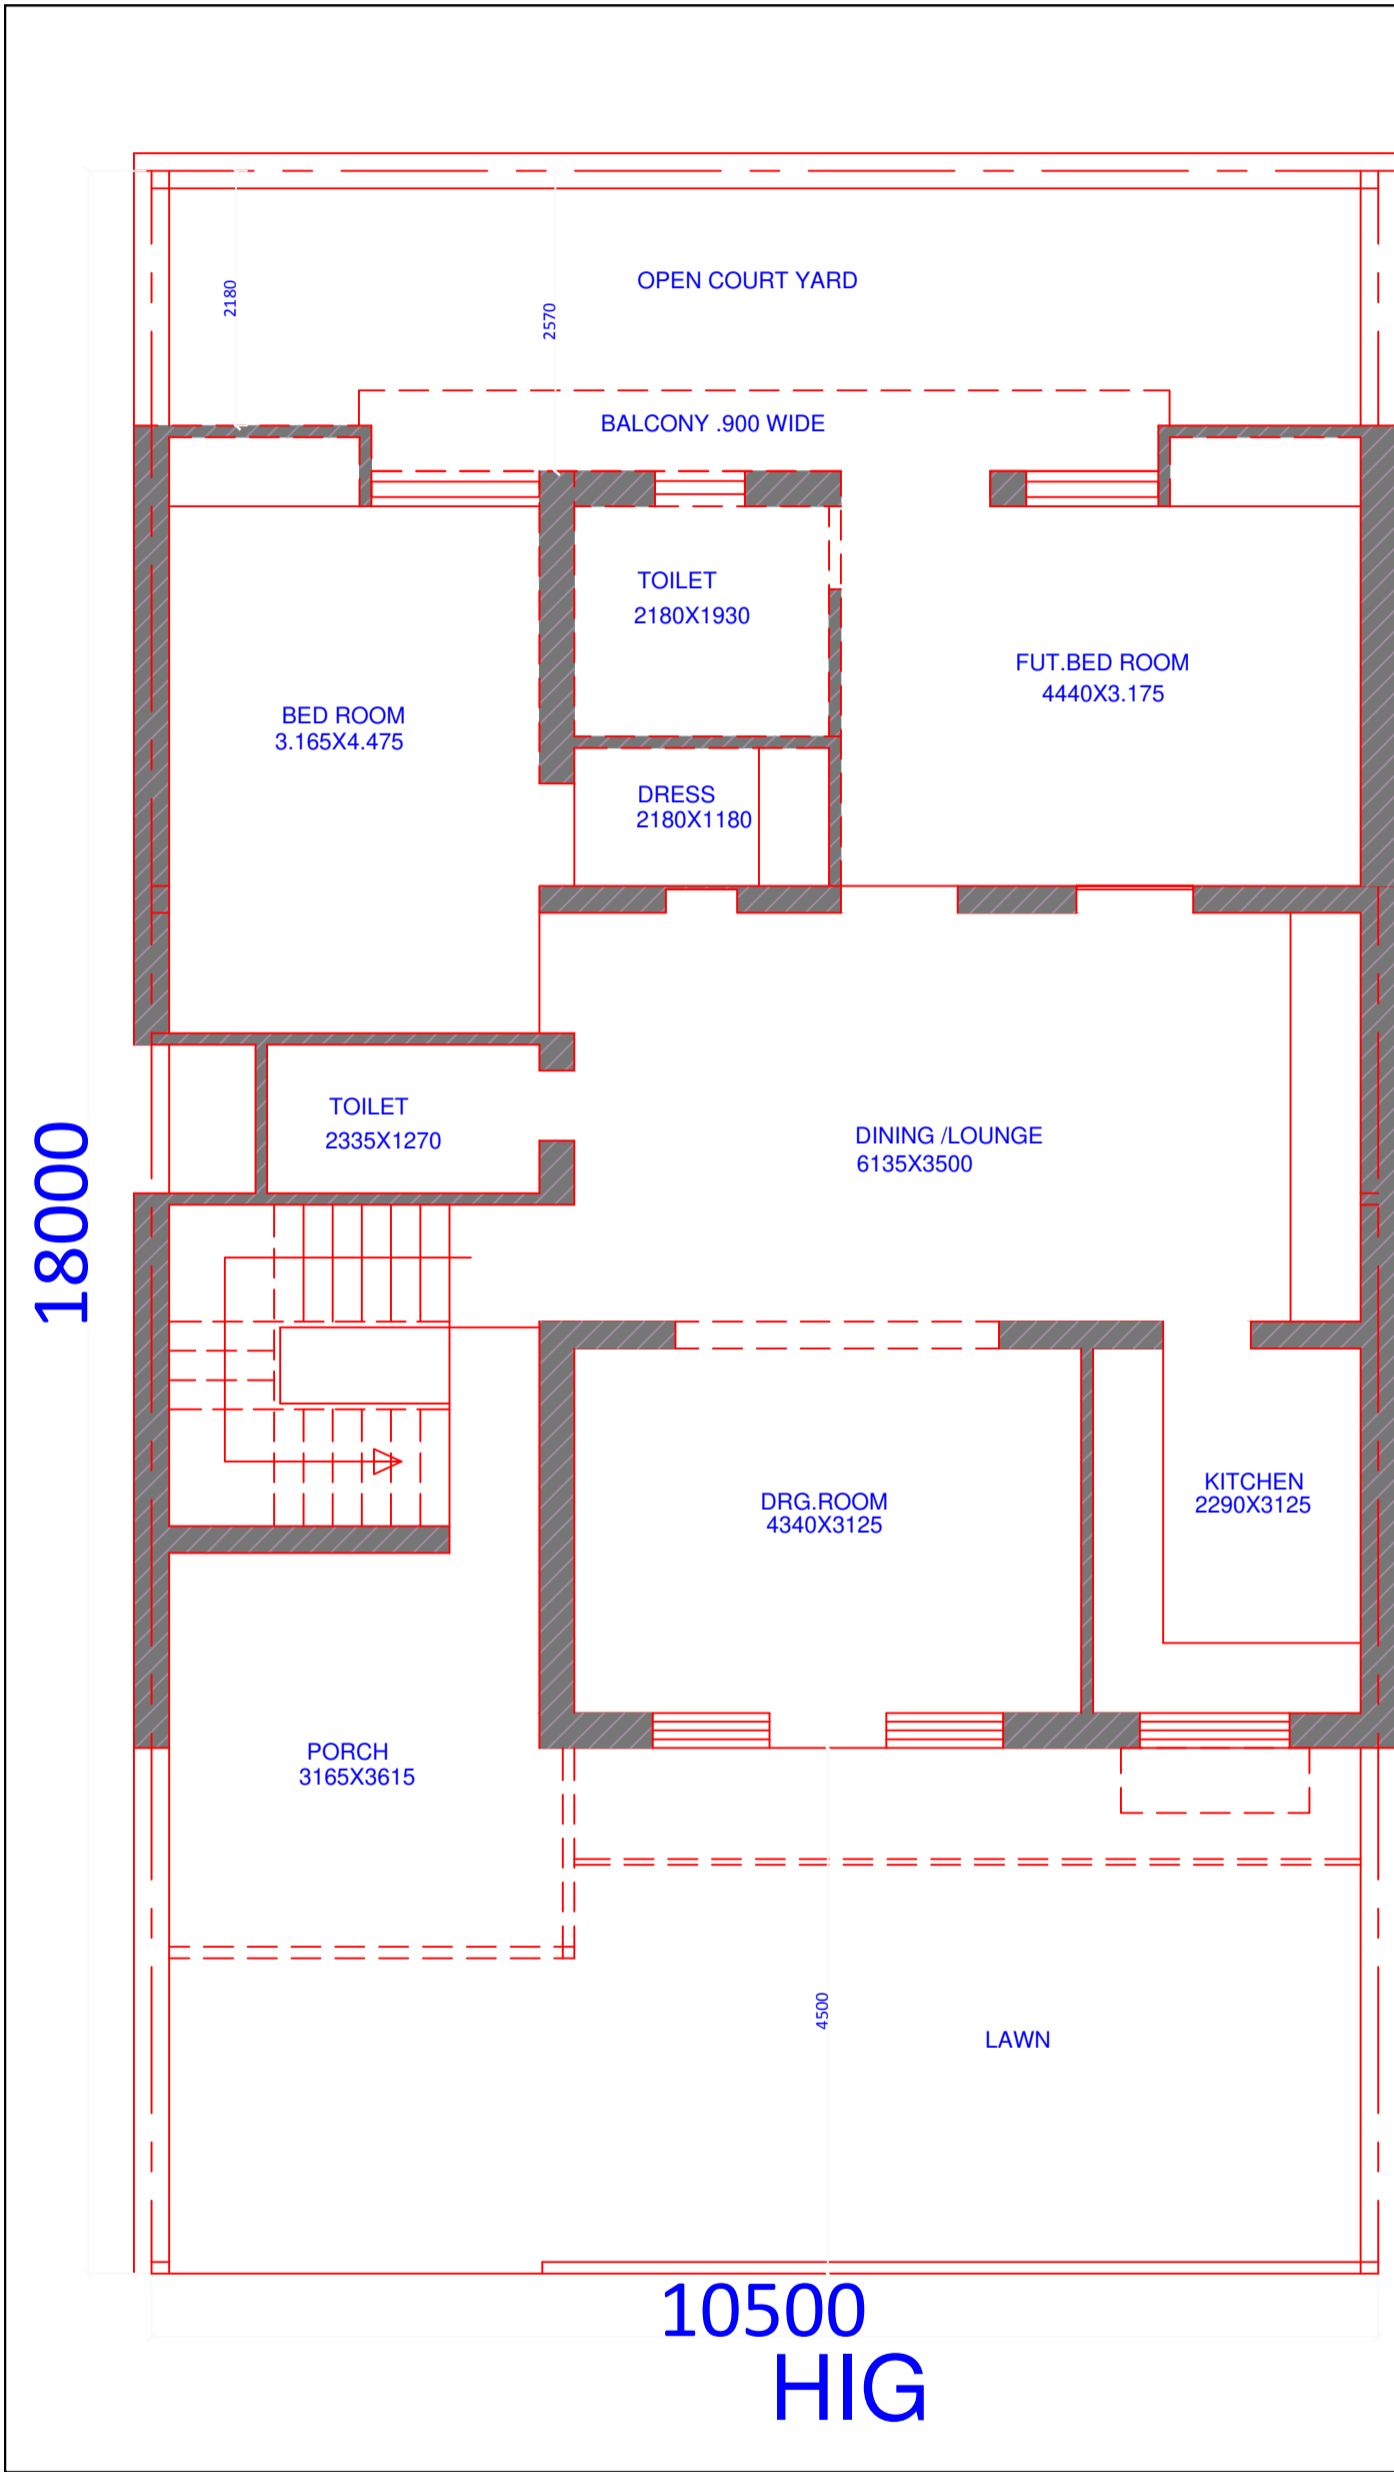 OPEN COURT YARD
2180
2570
BALCONY .900 WIDE
TOILET
2180X1930
FUT.BED ROOM
4440X3.175
BED ROOM
3.165X4.475
DRESS
2180X1180
TOILET
2335X1270
DINING /LOUNGE
6135X3500
18000
DRG.ROOM
4340X3125
KITCHEN
2290X3125
PORCH
3165X3615
4500
LAWN
10500
HIG